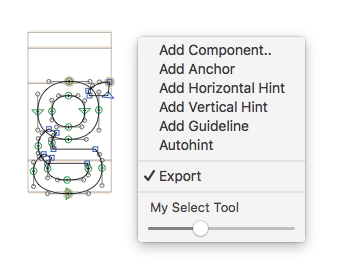 Add Component..
Add Anchor
Add Horizontal Hint
Add Vertical Hint
Add Guideline
Autohint
✓ Export
My Select Tool